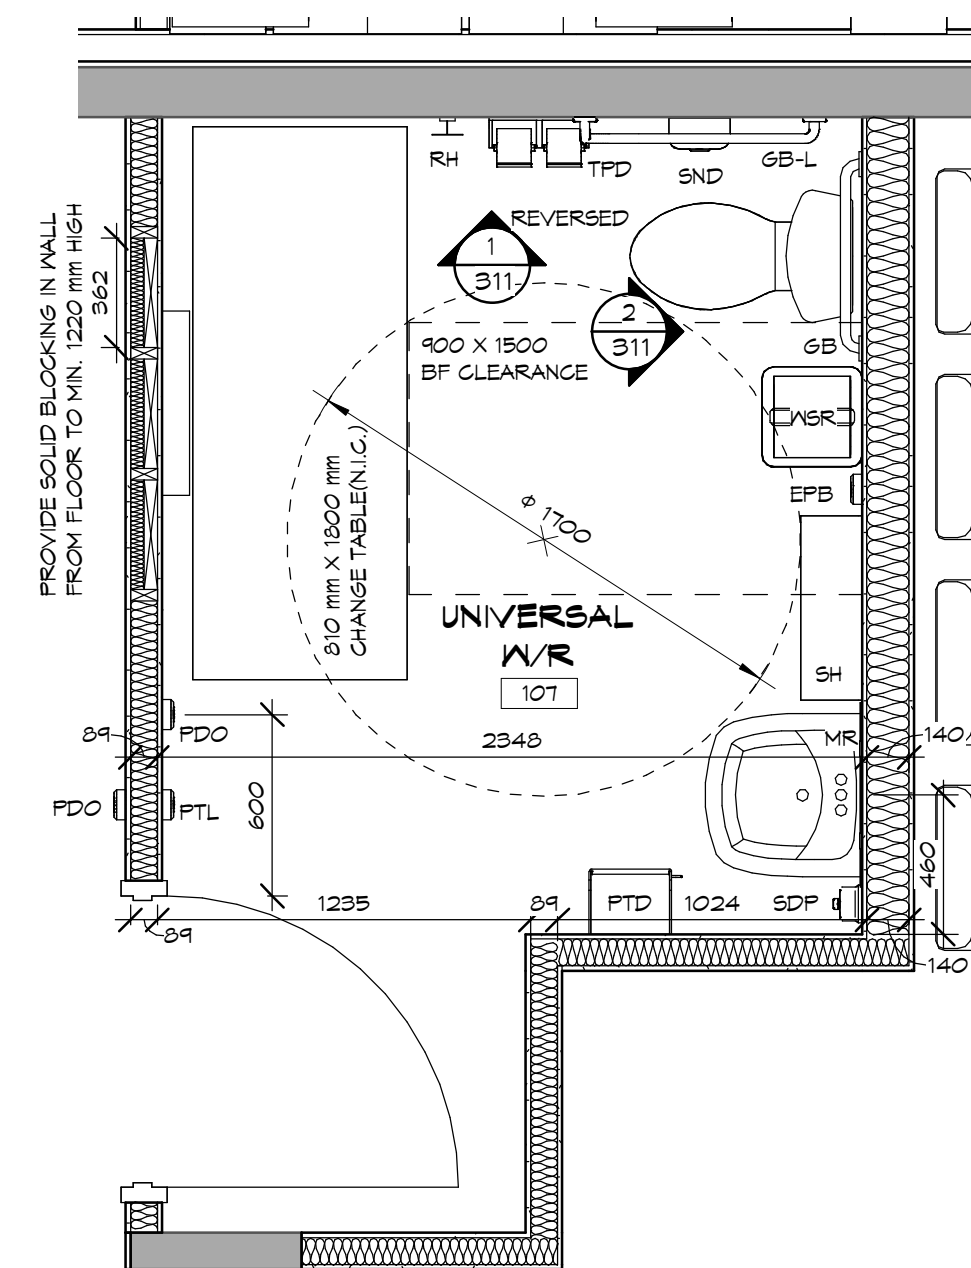 RH
TPD
SND
GB-L
REVERSED
1
311
2
311
GB
900 X 1500
BF CLEARANCE
PROVIDE SOLID BLOCKING IN WALL
FROM FLOOR TO MIN. 1220 mm HIGH
362
WSR
EPB
810 mm X 1800 mm
CHANGE TABLE(N.I.C.)
φ 1700
UNIVERSAL
W/R
107
SH
89
PDO
2348
MR
140
PDO
PTL
600
460
1235
89
PTD
1024
SDP
89
140